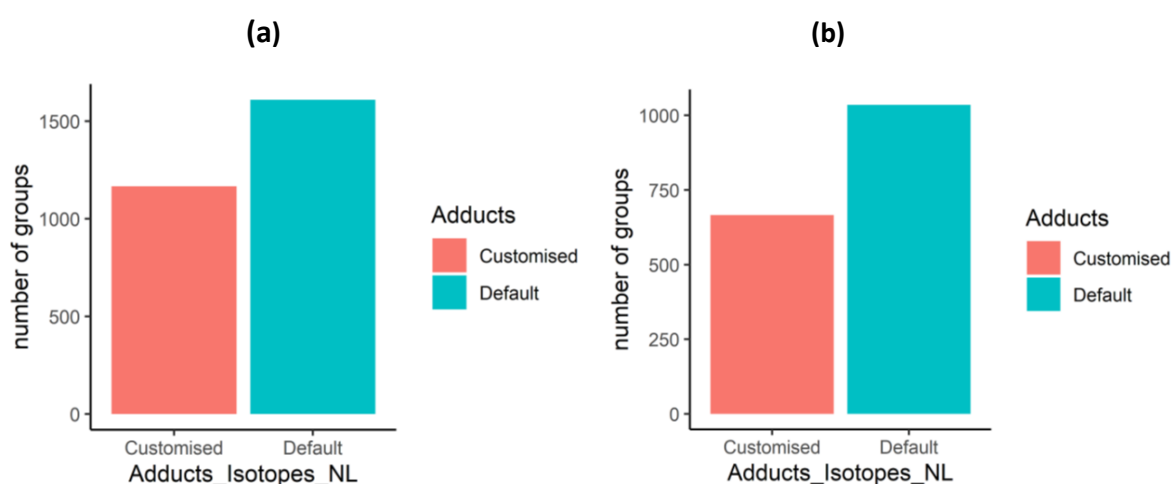 (a)
number of groups
1500
1000
500
0
Customised Default
Adducts_Isotopes_NL
Adducts
Customised
Default
(b)
number of groups
1000
750
500
250
0
Customised Default
Adducts_Isotopes_NL
Adducts
Customised
Default